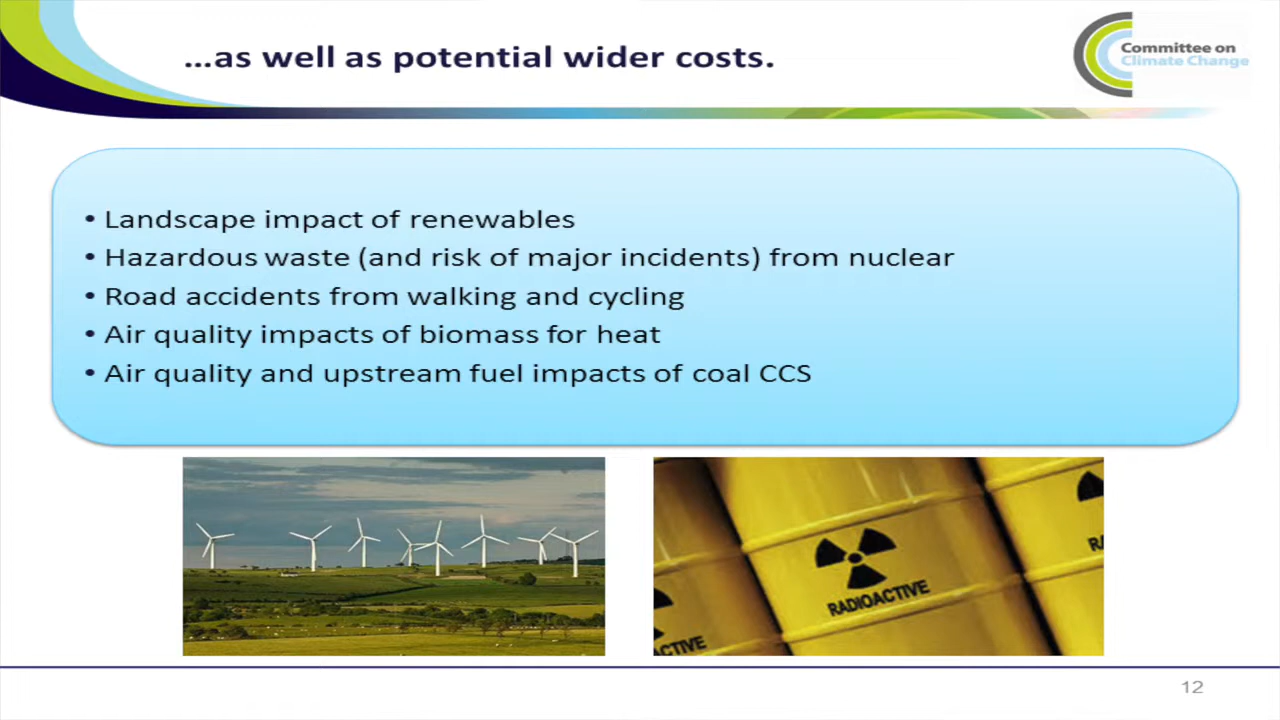 ...as well as potential wider costs.
Committee on
Climate Change
• Landscape impact of renewables
• Hazardous waste (and risk of major incidents) from nuclear
• Road accidents from walking and cycling
• Air quality impacts of biomass for heat
• Air quality and upstream fuel impacts of coal CCS
RADIOACTIVE
CTIVE
RA
12